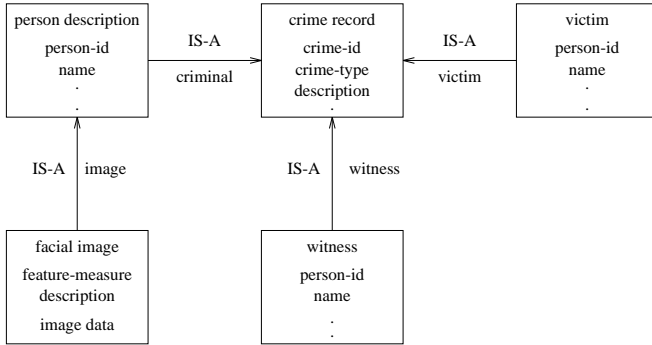 person description
person-id
name
.
.
IS-A
criminal
crime record
crime-id
crime-type
description
.
IS-A
victim
victim
person-id
name
.
.
IS-A image
IS-A witness
facial image
feature-measure
description
image data
witness
person-id
name
.
.